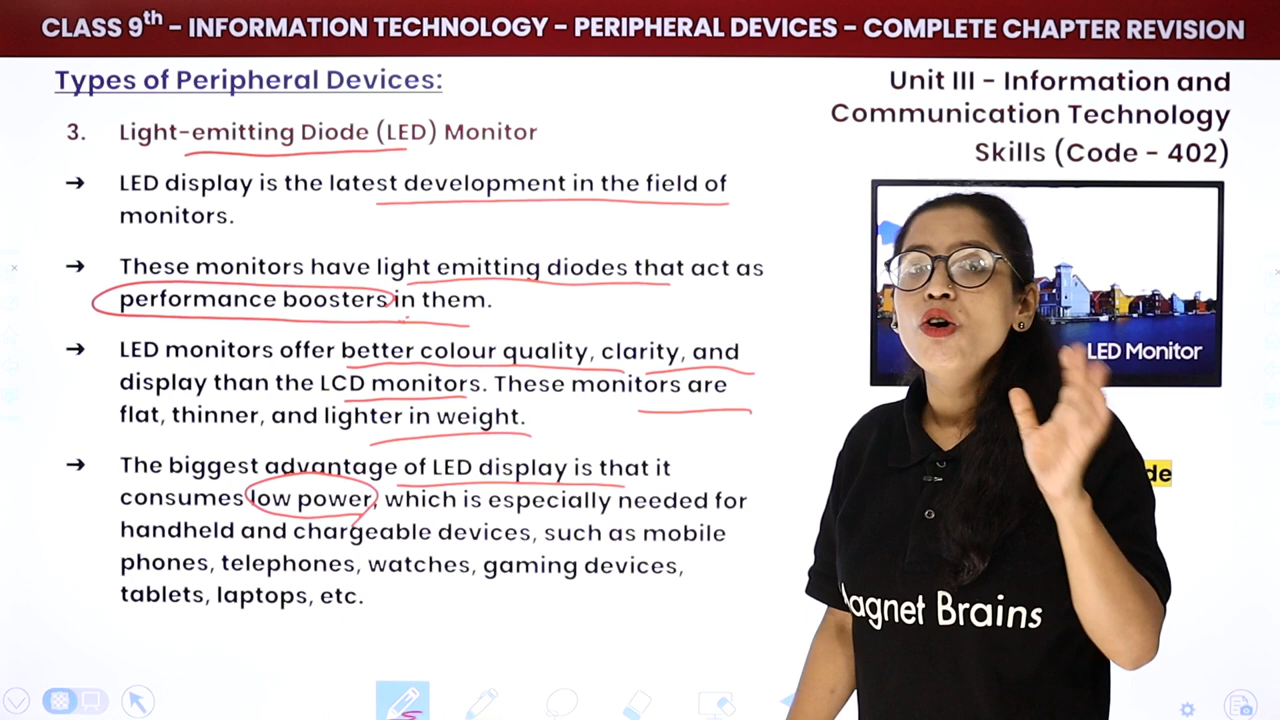 CLASS 9th – INFORMATION TECHNOLOGY – PERIPHERAL DEVICES – COMPLETE CHAPTER REVISION
Types of Peripheral Devices:
3. Light-emitting Diode (LED) Monitor
→ LED display is the latest development in the field of
monitors.
→ These monitors have light emitting diodes that act as
performance boosters in them.
→ LED monitors offer better colour quality, clarity, and
display than the LCD monitors. These monitors are
flat, thinner, and lighter in weight.
→ The biggest advantage of LED display is that it
consumes low power, which is especially needed for
handheld and chargeable devices, such as mobile
phones, telephones, watches, gaming devices,
tablets, laptops, etc.
Unit III – Information and
Communication Technology
Skills (Code – 402)
LED Monitor
de
agnet Brains